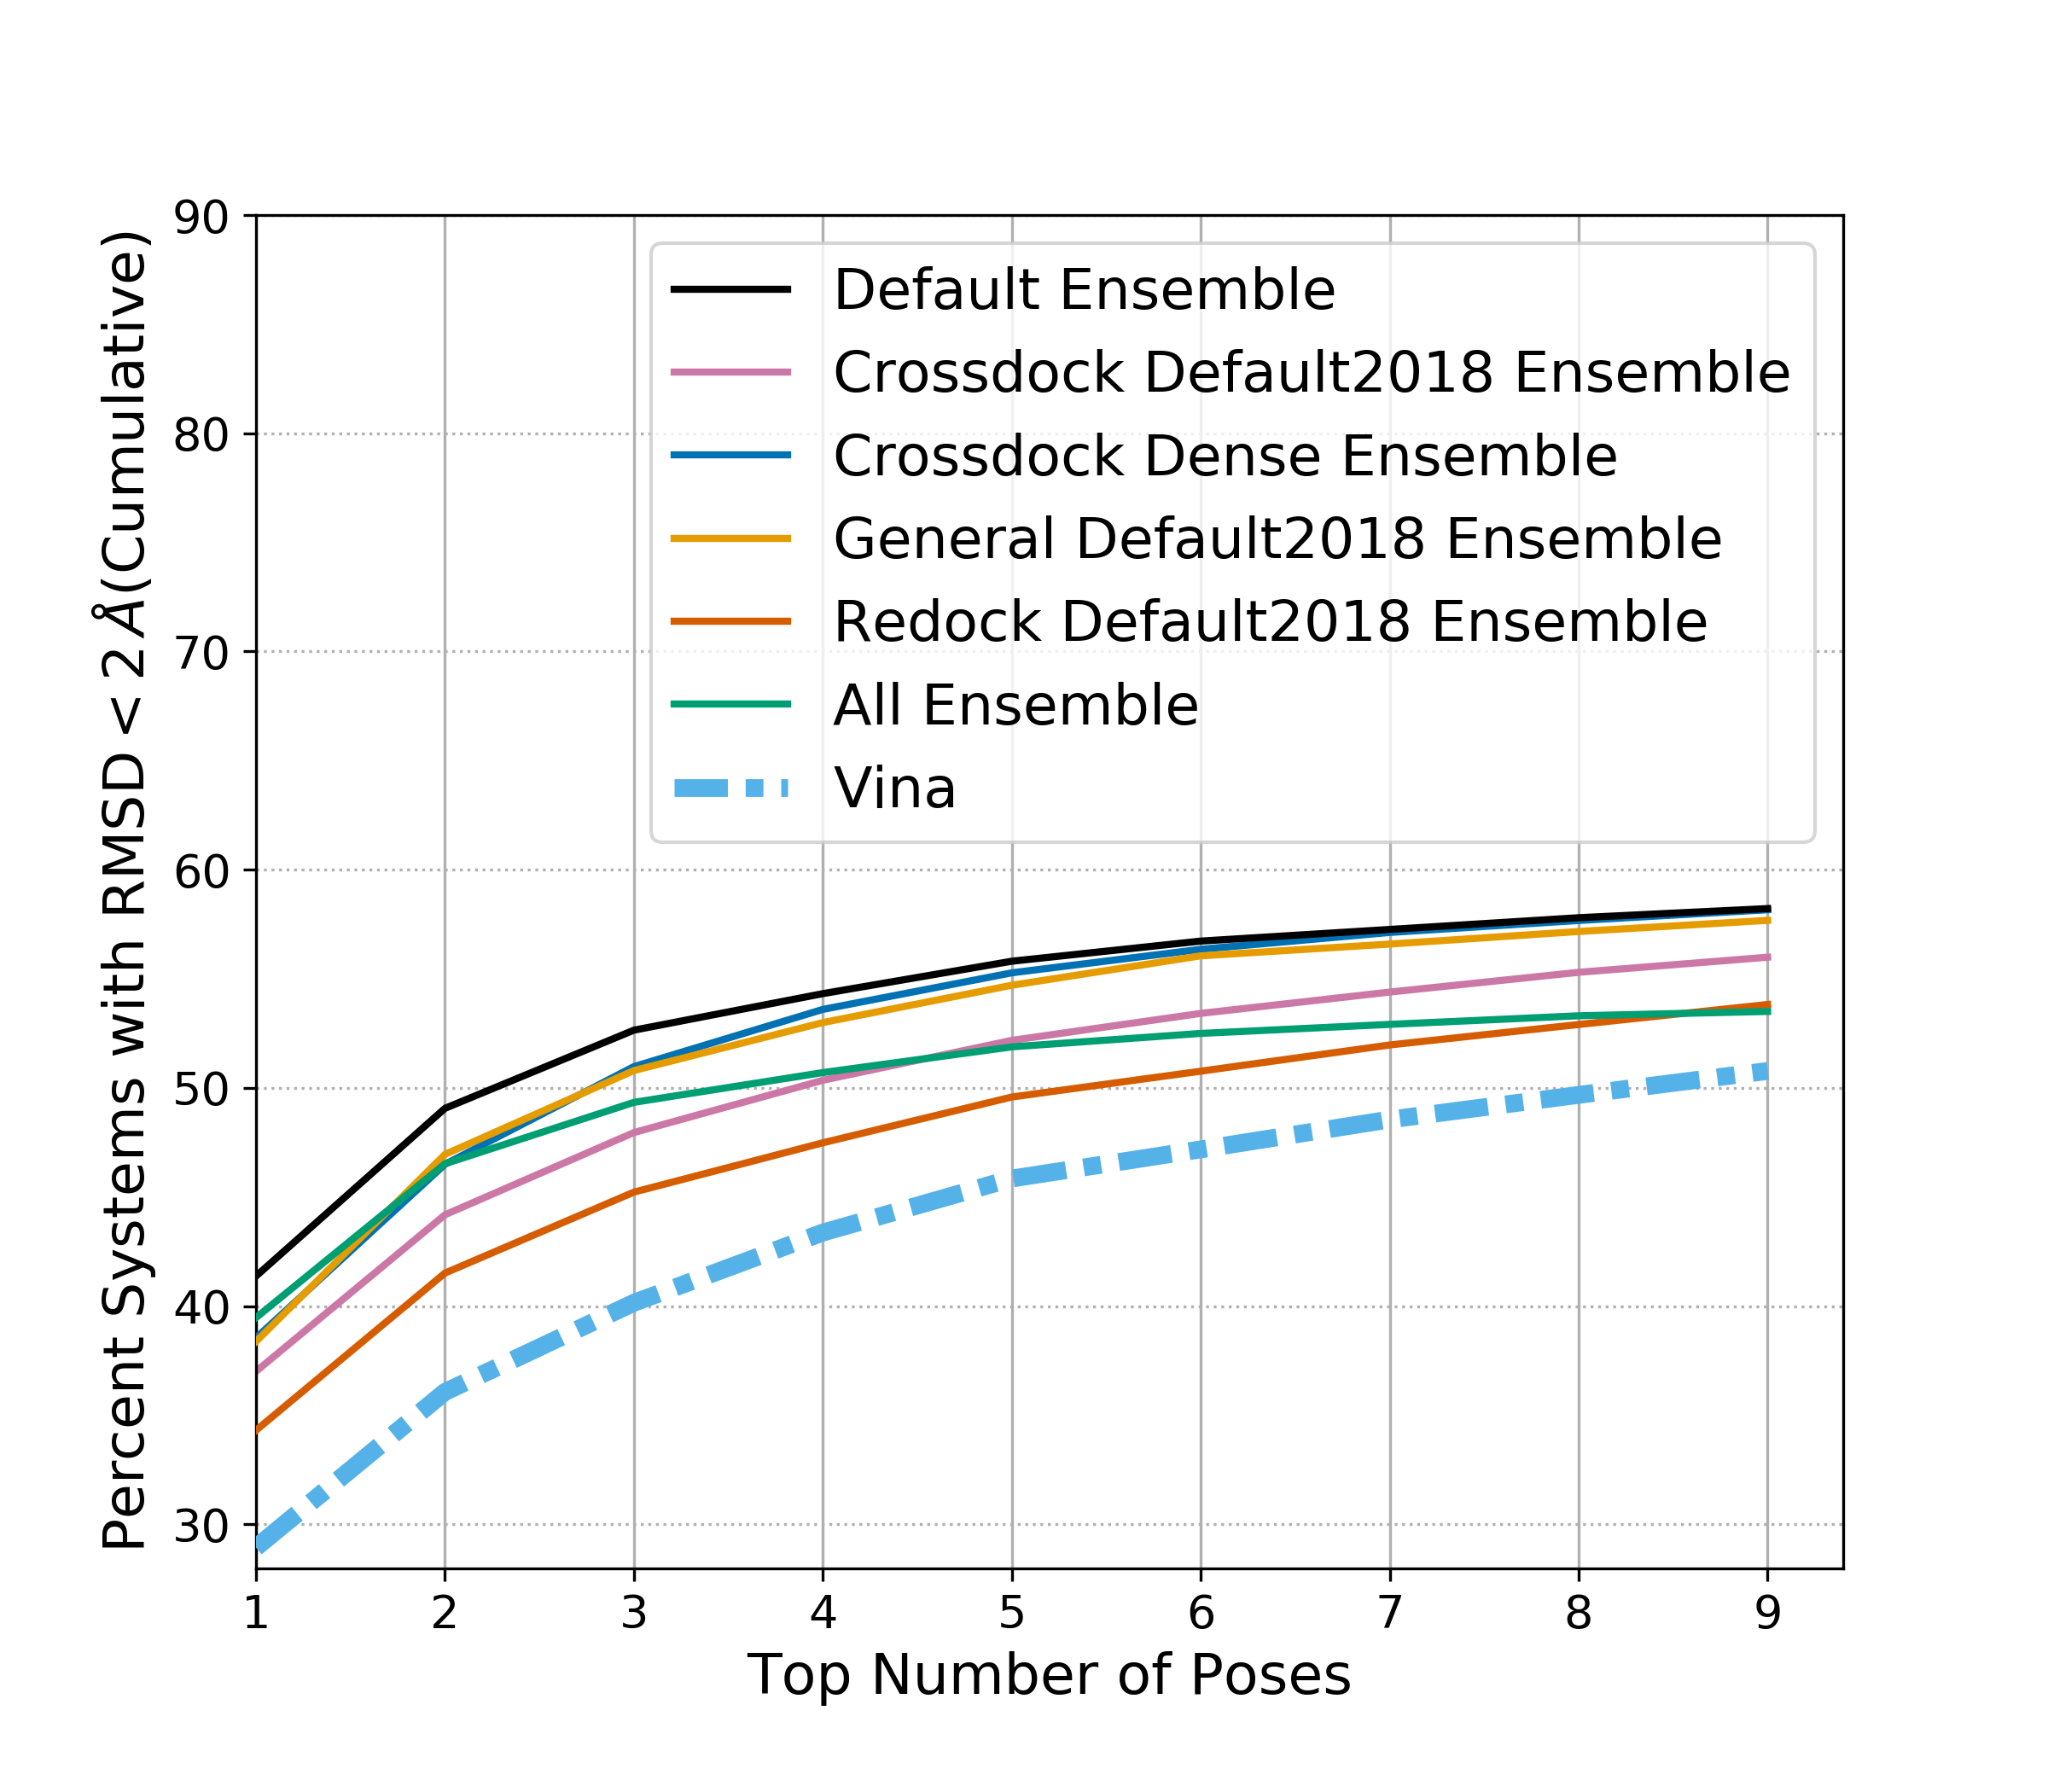 Percent Systems with RMSD < 2 Å(Cumulative)
90
80
70
60
50
40
30
Default Ensemble
Crossdock Default2018 Ensemble
Crossdock Dense Ensemble
General Default2018 Ensemble
Redock Default2018 Ensemble
All Ensemble
Vina
1 2 3 4 5 6 7 8 9
Top Number of Poses